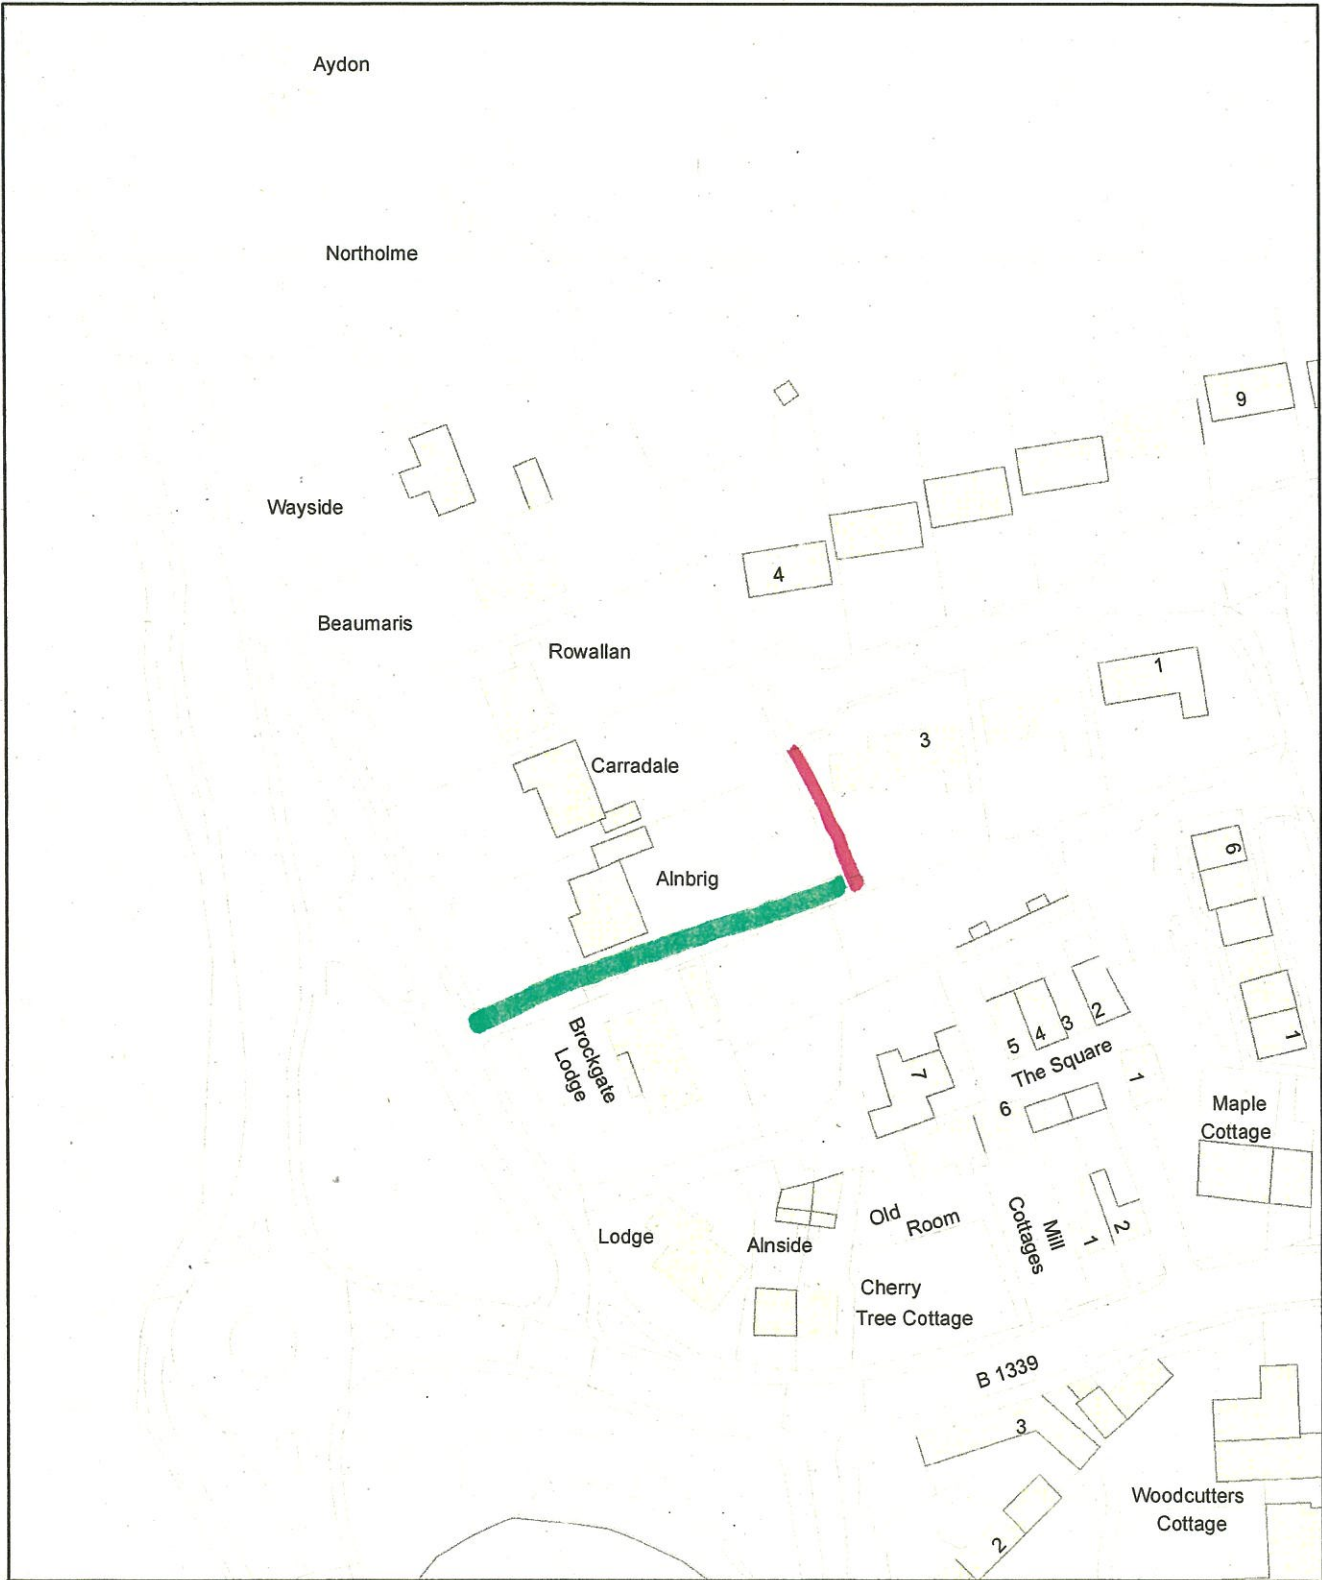 Aydon
Northolme
9
Wayside
4
Beaumaris
Rowallan
1
3
Carradale
6
Alnbrig
Brockgate
Lodge
5
4
3
2
The Square
7
1
1
6
Maple
Cottage
Old
Room
Mill
Cottages
1
2
Lodge
Alnside
Cherry
Tree Cottage
B 1339
3
Woodcutters
Cottage
2